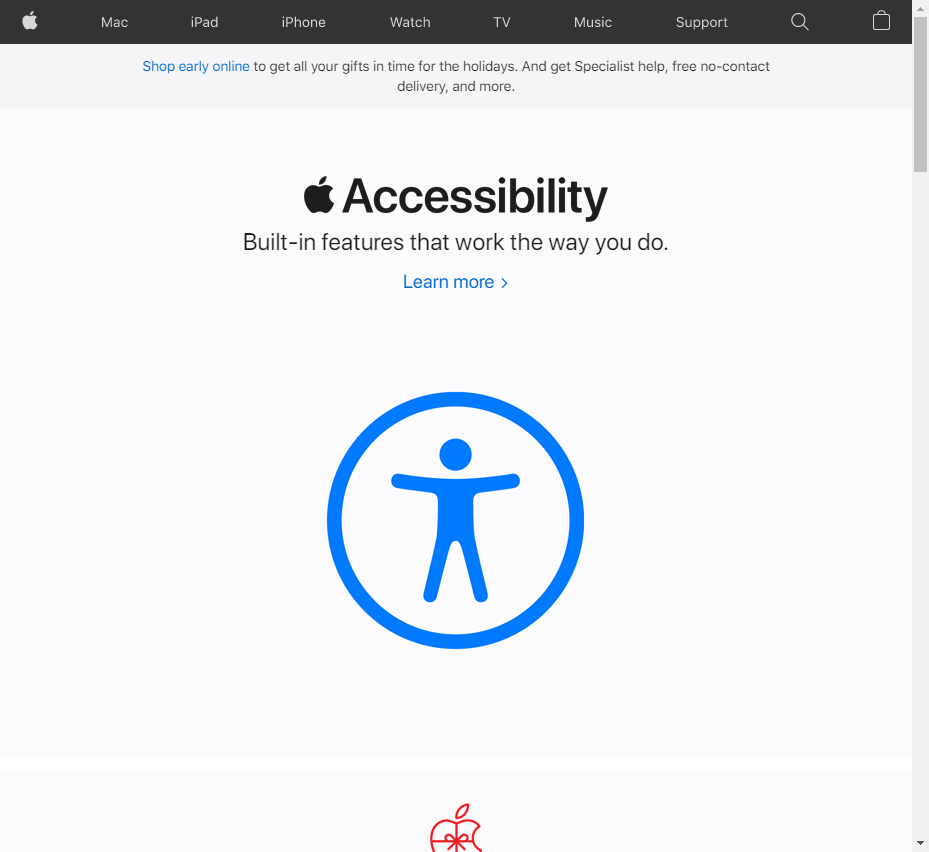 Mac iPad iPhone Watch TV Music Support
Shop early online to get all your gifts in time for the holidays. And get Specialist help, free no-contact
delivery, and more.
Accessibility
Built-in features that work the way you do.
Learn more >